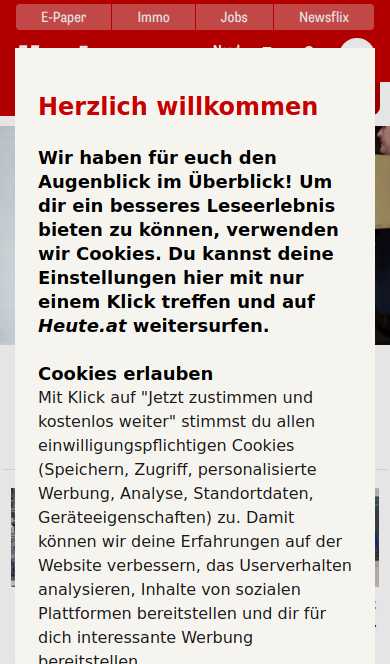 E-Paper Immo Jobs Newsflix
Herzlich willkommen
Wir haben für euch den
Augenblick im Überblick! Um
dir ein besseres Leseerlebnis
bieten zu können, verwenden
wir Cookies. Du kannst deine
Einstellungen hier mit nur
einem Klick treffen und auf
Heute.at weitersurfen.
Cookies erlauben
Mit Klick auf "Jetzt zustimmen und
kostenlos weiter" stimmst du allen
einwilligungspflichtigen Cookies
(Speichern, Zugriff, personalisierte
Werbung, Analyse, Standortdaten,
Geräteeigenschaften) zu. Damit
können wir deine Erfahrungen auf der
Website verbessern, das Userverhalten
analysieren, Inhalte von sozialen
Plattformen bereitstellen und dir für
dich interessante Werbung
bereitstellen